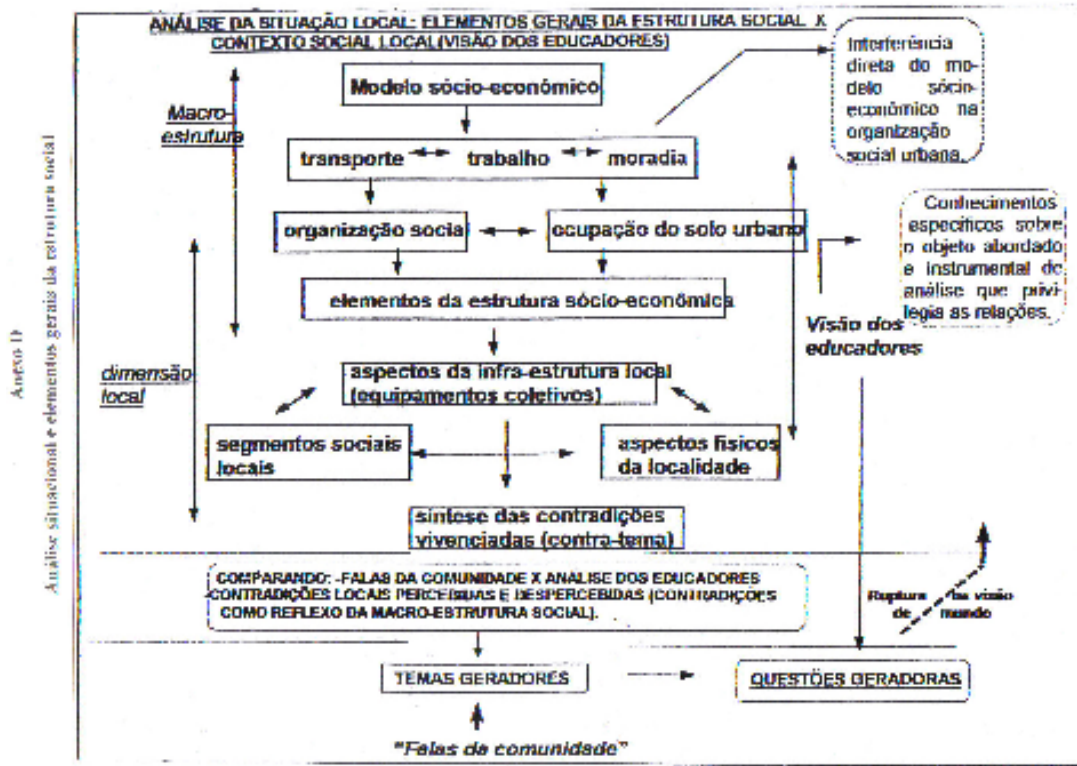 Anexo D
Análise situacional e elementos gerais da estrutura social
ANÁLISE DA SITUAÇÃO LOCAL: ELEMENTOS GERAIS DA ESTRUTURA SOCIAL X
CONTEXTO SOCIAL LOCAL (VISÃO DOS EDUCADORES)
Modelo sócio-econômico
Interferência
direta do mo-
delo sócio-
econômico na
organização
social urbana.
Macro-
estrutura
transporte trabalho moradia
organização social ocupação do solo urbano
Conhecimentos
específicos sobre
o objeto abordado
e instrumental de
análise que privi-
legia as relações.
elementos da estrutura sócio-econômica
Visão dos
educadores
dimensão
local
aspectos da infra-estrutura local
(equipamentos coletivos)
segmentos sociais
locais
aspectos físicos
da localidade
síntese das contradições
vivenciadas (contra-tema)
COMPARANDO: -FALAS DA COMUNIDADE X ANÁLISE DOS EDUCADORES
CONTRADIÇÕES LOCAIS PERCEBIDAS E DESPERCEBIDAS (CONTRADIÇÕES
COMO REFLEXO DA MACRO-ESTRUTURA SOCIAL).
Ruptura na visão
de mundo
TEMAS GERADORES
QUESTÕES GERADORAS
"Falas da comunidade"